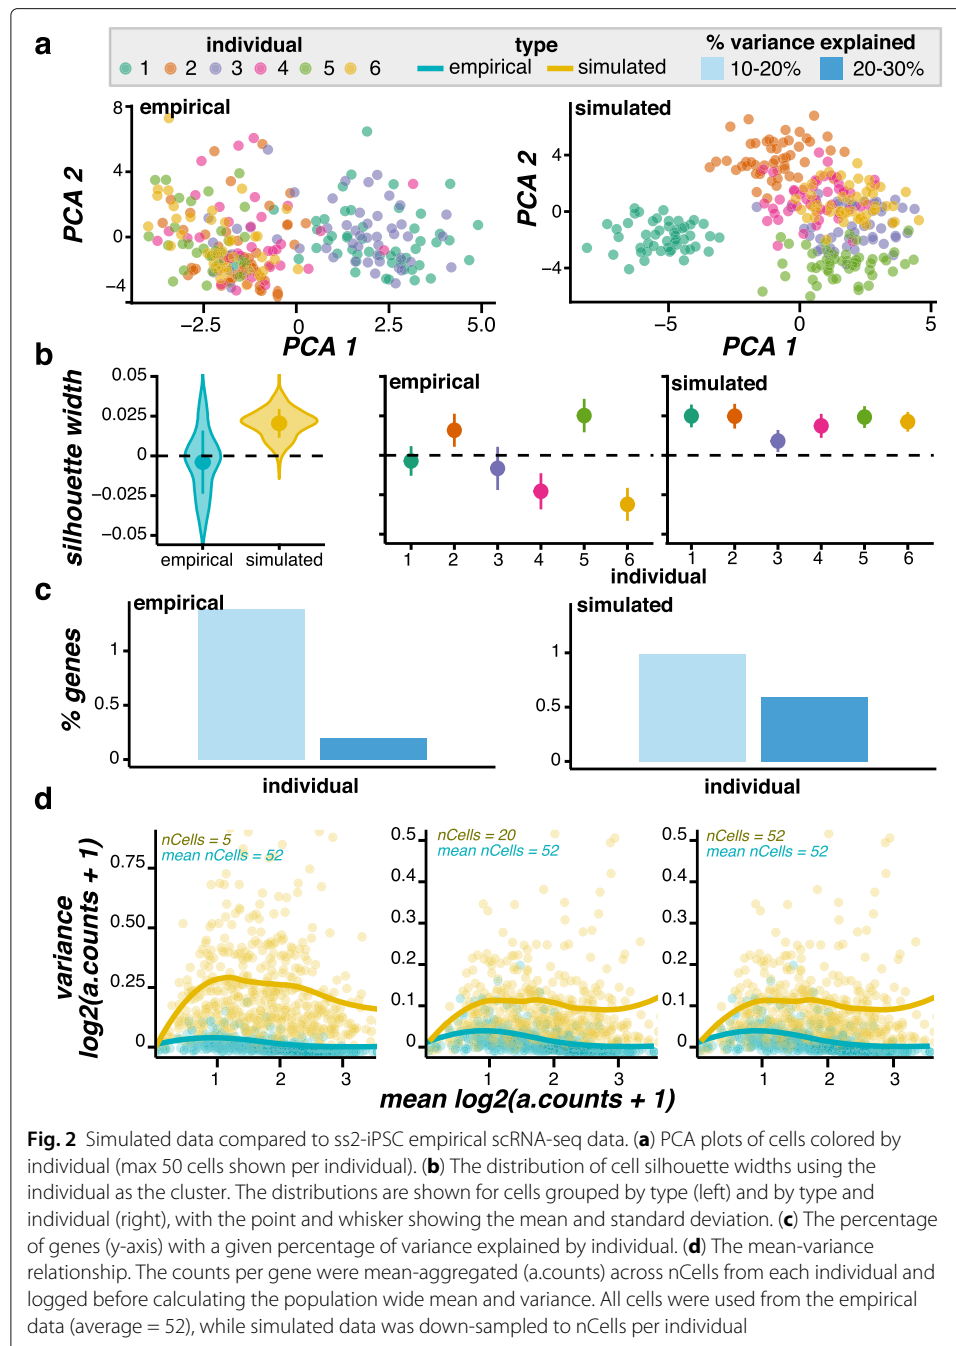 a
individual
type
% variance explained
1 2 3 4 5 6
empirical simulated
10-20% 20-30%
empirical
8
4
0
−4
PCA 2
−2.5 0 2.5 5.0
PCA 1
simulated
4
0
−4
PCA 2
−5 0 5
PCA 1
b
silhouette width
0.05
0.025
0
−0.025
−0.05
empirical simulated
empirical
1 2 3 4 5 6
simulated
1 2 3 4 5 6
individual
c
% genes
empirical
1
0.5
0
individual
simulated
1
0.5
0
individual
d
variance
log2(a.counts + 1)
nCells = 5
mean nCells = 52
0.75
0.50
0.25
0
1 2 3
nCells = 20
mean nCells = 52
0.5
0.4
0.3
0.2
0.1
0
1 2 3
nCells = 52
mean nCells = 52
0.5
0.4
0.3
0.2
0.1
0
1 2 3
mean log2(a.counts + 1)
Fig. 2 Simulated data compared to ss2-iPSC empirical scRNA-seq data. (a) PCA plots of cells colored by
individual (max 50 cells shown per individual). (b) The distribution of cell silhouette widths using the
individual as the cluster. The distributions are shown for cells grouped by type (left) and by type and
individual (right), with the point and whisker showing the mean and standard deviation. (c) The percentage
of genes (y-axis) with a given percentage of variance explained by individual. (d) The mean-variance
relationship. The counts per gene were mean-aggregated (a.counts) across nCells from each individual and
logged before calculating the population wide mean and variance. All cells were used from the empirical
data (average = 52), while simulated data was down-sampled to nCells per individual